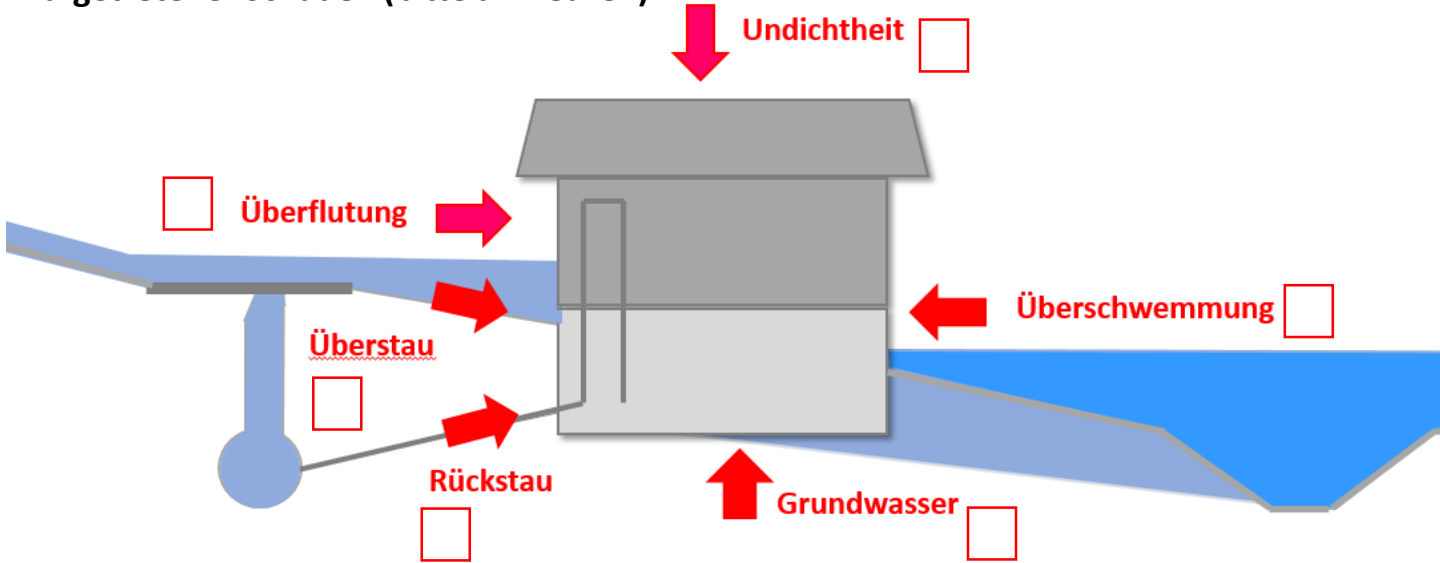 Undichtheit
Überflutung
Überschwemmung
Überstau
Rückstau
Grundwasser